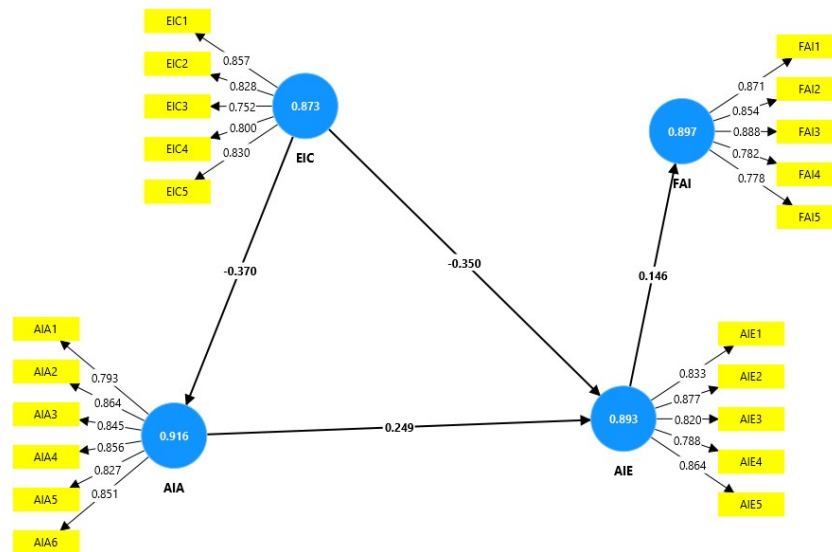 EIC1
EIC2
EIC3
EIC4
EIC5
0.857
0.828
0.752
0.800
0.830
0.873
EIC
FAI1
FAI2
FAI3
FAI4
FAI5
0.871
0.854
0.888
0.782
0.778
0.897
FAI
-0.370
-0.350
0.146
AIA1
AIA2
AIA3
AIA4
AIA5
AIA6
0.793
0.864
0.845
0.856
0.827
0.851
0.916
AIA
0.249
0.893
AIE
0.833
0.877
0.820
0.788
0.864
AIE1
AIE2
AIE3
AIE4
AIE5